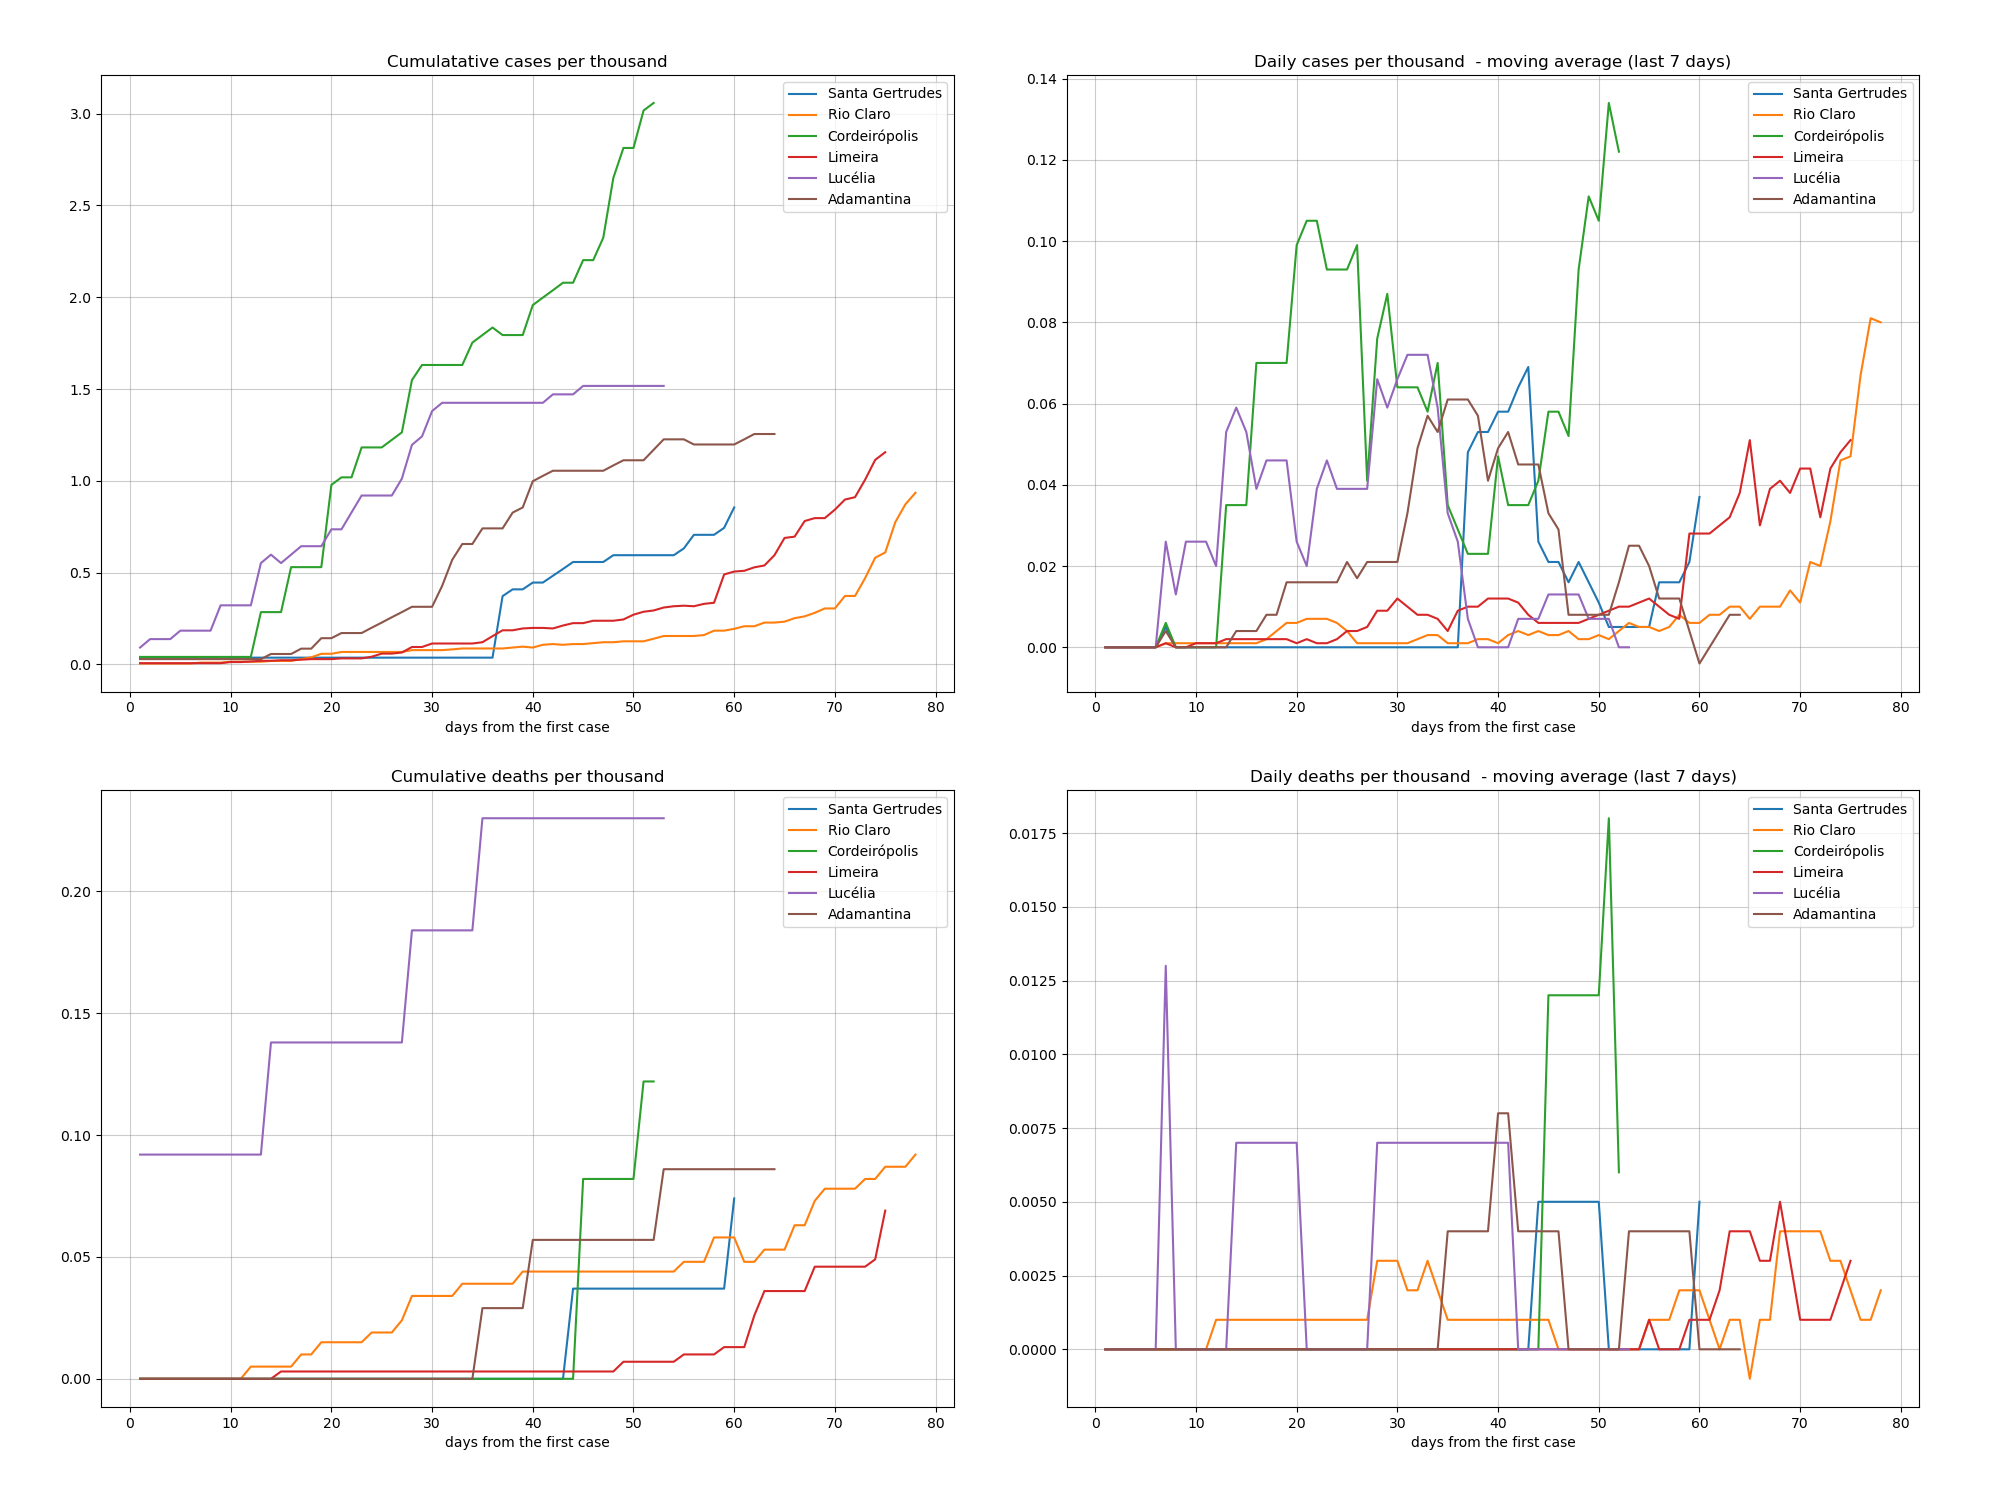 Cumulatative cases per thousand
3.0
2.5
2.0
1.5
1.0
0.5
0.0
Santa Gertrudes
Rio Claro
Cordeirópolis
Limeira
Lucélia
Adamantina
0 10 20 30 40 50 60 70 80
days from the first case
Daily cases per thousand - moving average (last 7 days)
0.14
0.12
0.10
0.08
0.06
0.04
0.02
0.00
Santa Gertrudes
Rio Claro
Cordeirópolis
Limeira
Lucélia
Adamantina
0 10 20 30 40 50 60 70 80
days from the first case
Cumulative deaths per thousand
0.20
0.15
0.10
0.05
0.00
Santa Gertrudes
Rio Claro
Cordeirópolis
Limeira
Lucélia
Adamantina
0 10 20 30 40 50 60 70 80
days from the first case
Daily deaths per thousand - moving average (last 7 days)
0.0175
0.0150
0.0125
0.0100
0.0075
0.0050
0.0025
0.0000
Santa Gertrudes
Rio Claro
Cordeirópolis
Limeira
Lucélia
Adamantina
0 10 20 30 40 50 60 70 80
days from the first case